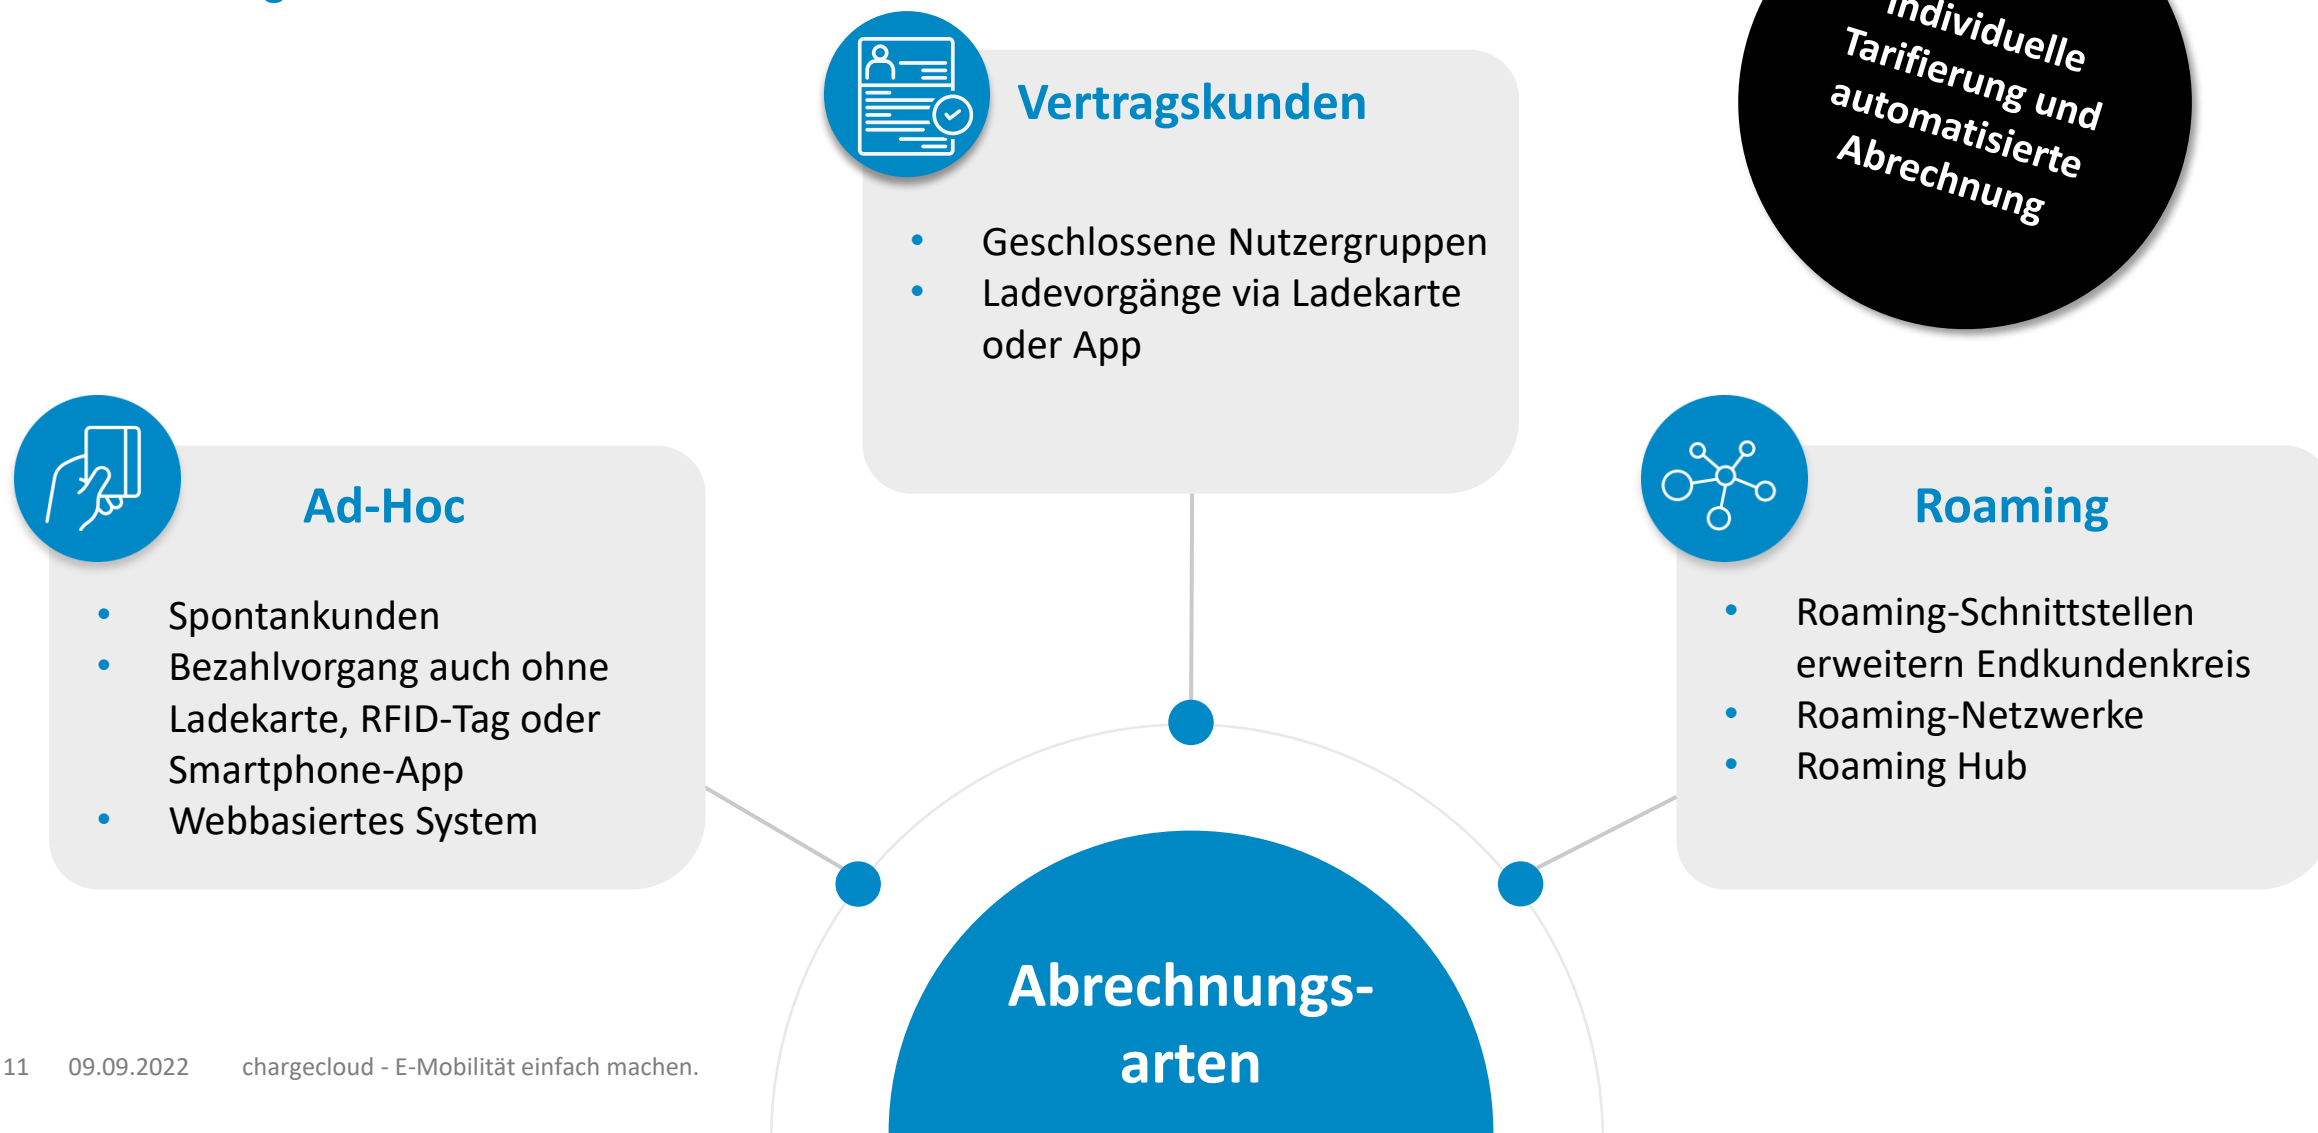 Vertragskunden
• Geschlossene Nutzergruppen
• Ladevorgänge via Ladekarte
oder App
Individuelle
Tarifierung und
automatisierte
Abrechnung
Ad-Hoc
• Spontankunden
• Bezahlvorgang auch ohne
Ladekarte, RFID-Tag oder
Smartphone-App
• Webbasiertes System
Roaming
• Roaming-Schnittstellen
erweitern Endkundenkreis
• Roaming-Netzwerke
• Roaming Hub
Abrechnungs-
arten
11 09.09.2022 chargecloud - E-Mobilität einfach machen.